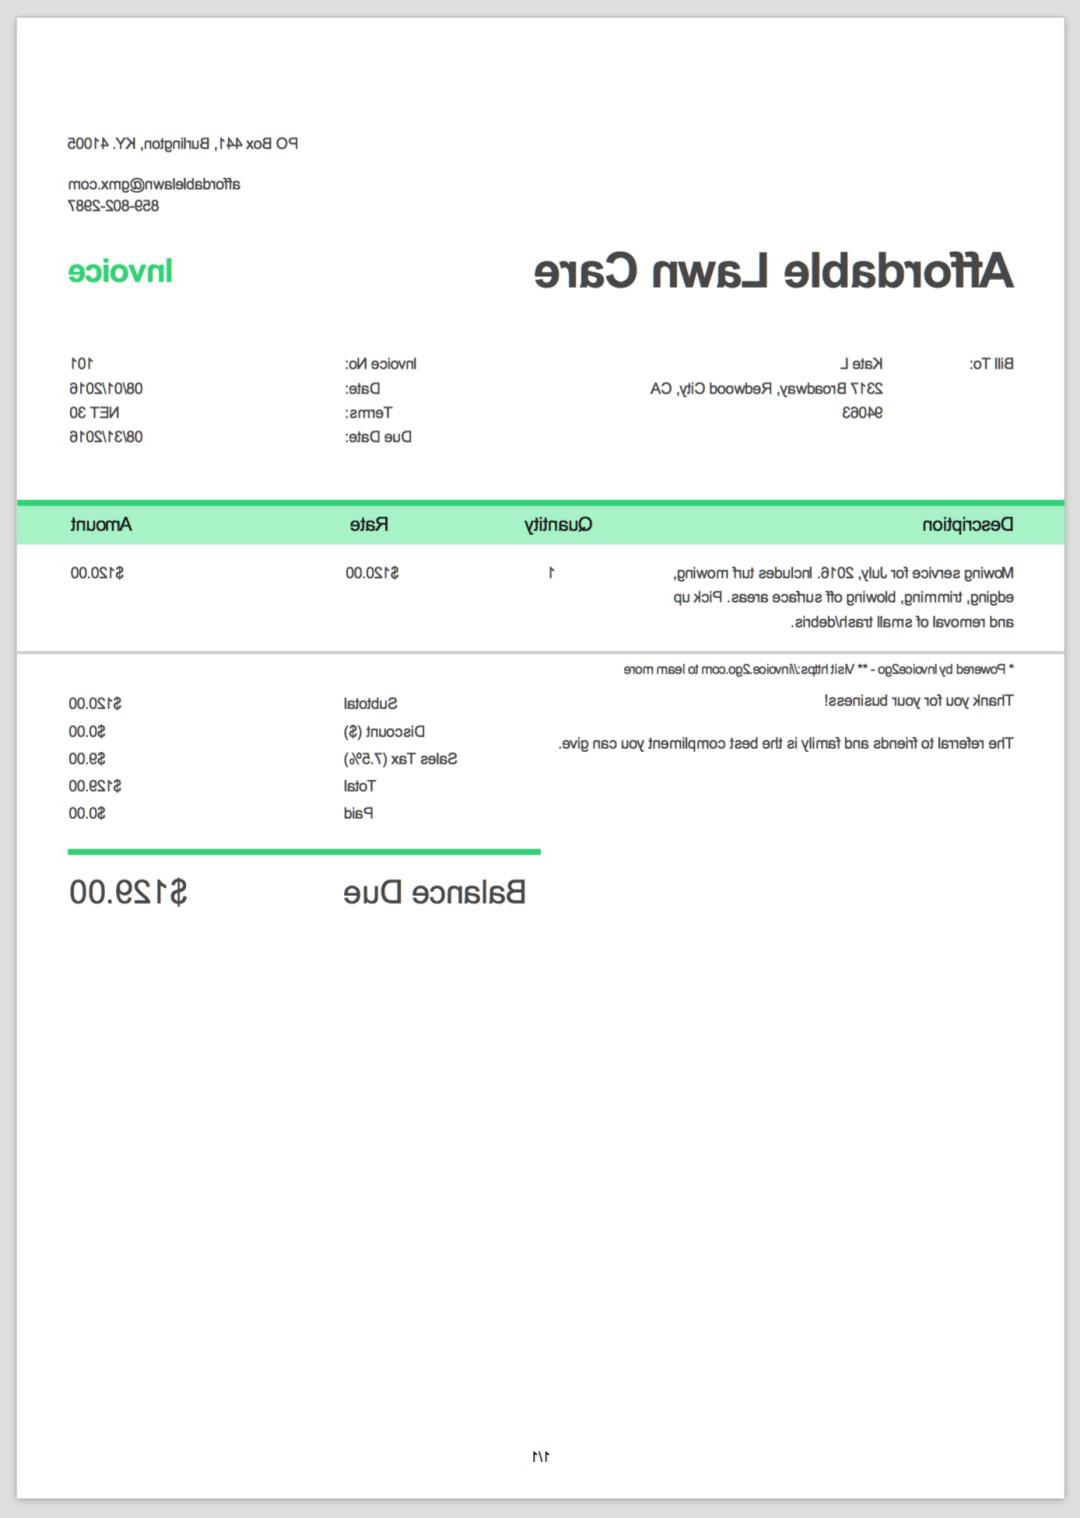 PO Box 441, Burlington, KY. 41005
affordablelawn@gmx.com
859-802-2987
Affordable Lawn Care Invoice
Bill To: Kate L Invoice No: 101
2317 Broadway, Redwood City, CA Date: 08/01/2016
94063 Terms: NET 30
Due Date: 08/31/2016
Description Quantity Rate Amount
Mowing service for July, 2016. Includes turf mowing, 1 $120.00 $120.00
edging, trimming, blowing off surface areas. Pick up
and removal of small trash/debris.
* Powered by Invoice2go - ** Visit https://invoice.2go.com to learn more
Thank you for your business! Subtotal $120.00
Discount ($) $0.00
The referral to friends and family is the best compliment you can give. Sales Tax (7.5%) $9.00
Total $129.00
Paid $0.00
Balance Due $129.00
1/1